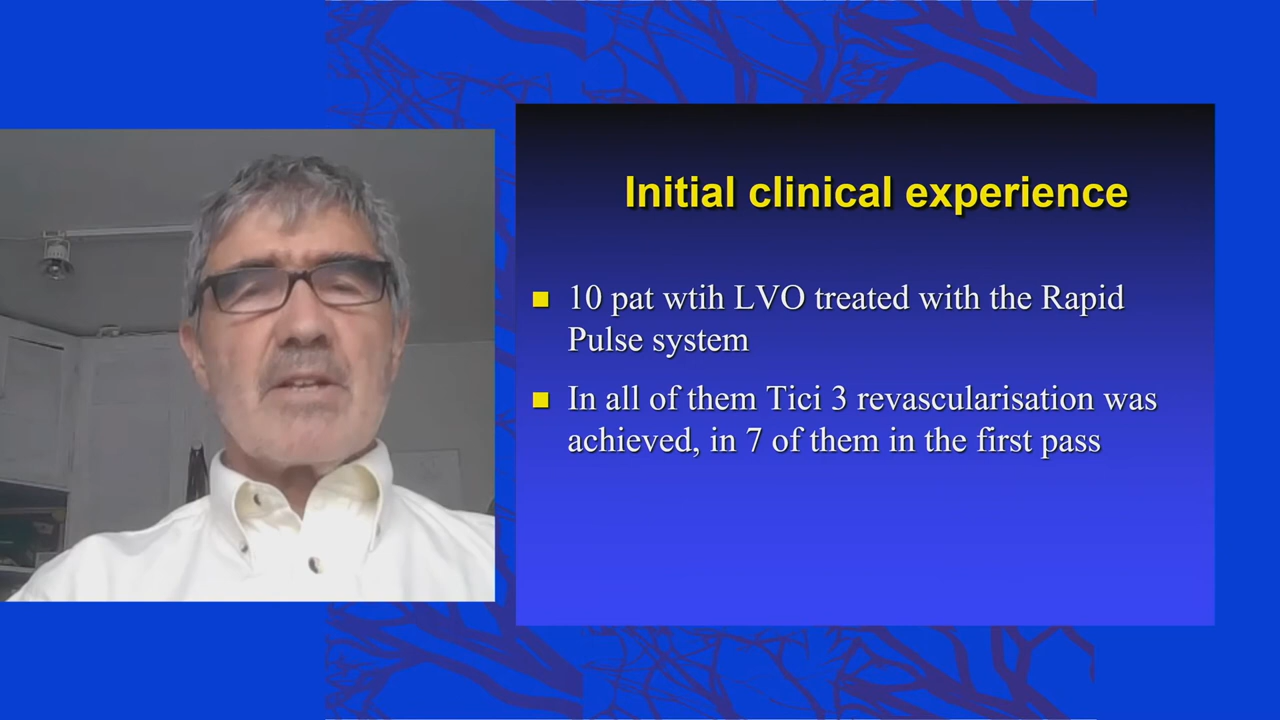 Initial clinical experience
10 pat wtih LVO treated with the Rapid
Pulse system
In all of them Tici 3 revascularisation was
achieved, in 7 of them in the first pass